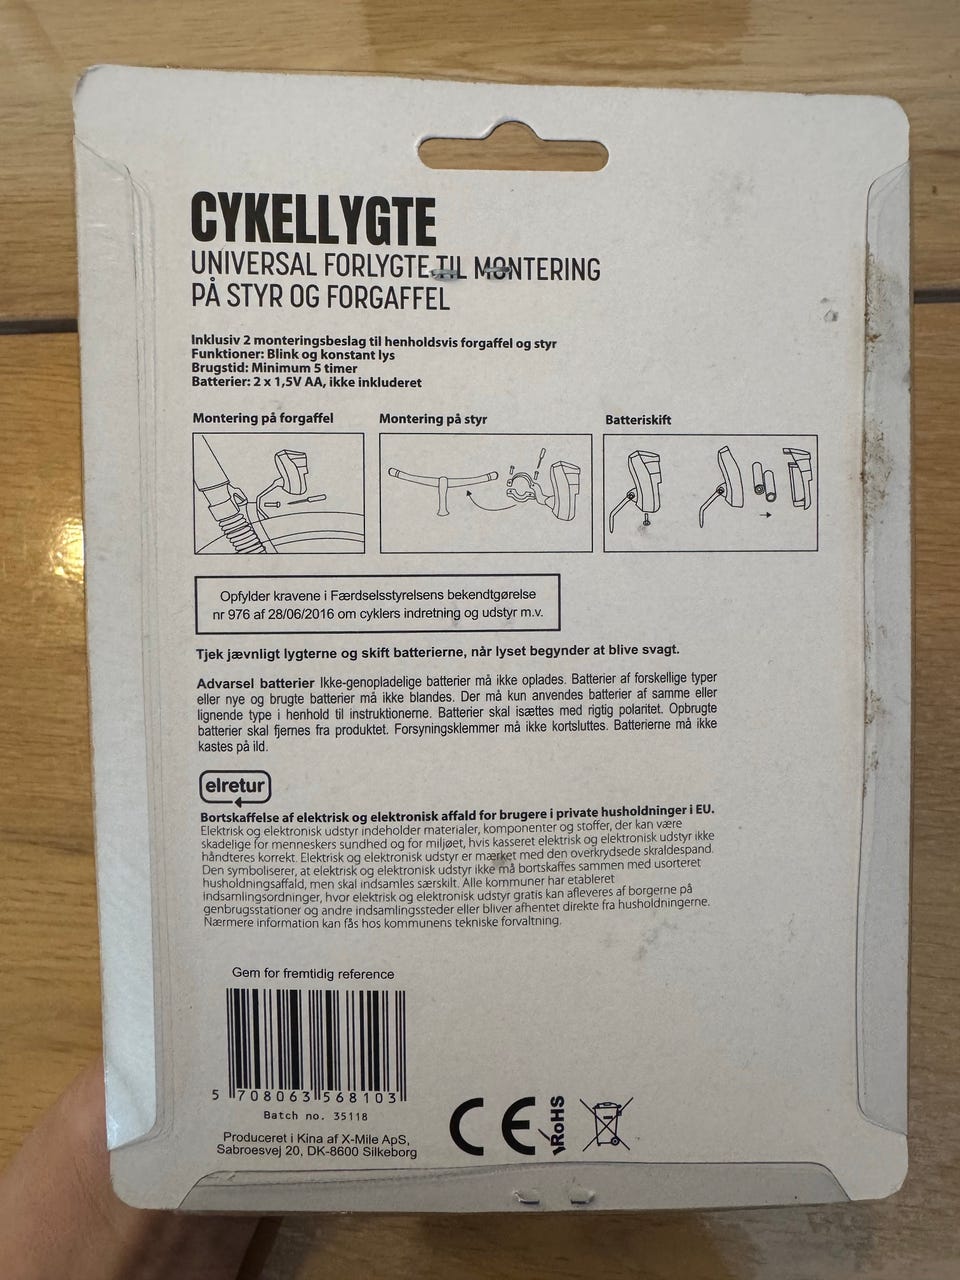 CYKELLYGTE
UNIVERSAL FORLYGTE TIL MONTERING
PÅ STYR OG FORGAFFEL
Inklusiv 2 monteringsbeslag til henholdsvis forgaffel og styr
Funktioner: Blink og konstant lys
Brugstid: Minimum 5 timer
Batterier: 2 x 1,5V AA, ikke inkluderet
Montering på forgaffel
Montering på styr
Batteriskift
Opfylder kravene i Færdselsstyrelsens bekendtgørelse
nr 976 af 28/06/2016 om cyklers indretning og udstyr m.v.
Tjek jævnligt lygterne og skift batterierne, når lyset begynder at blive svagt.
Advarsel batterier Ikke-genopladelige batterier må ikke oplades. Batterier af forskellige typer
eller nye og brugte batterier må ikke blandes. Der må kun anvendes batterier af samme eller
lignende type i henhold til instruktionerne. Batterier skal isættes med rigtig polaritet. Opbrugte
batterier skal fjernes fra produktet. Forsyningsklemmer må ikke kortsluttes. Batterierne må ikke
kastes på ild.
elretur
Bortskaffelse af elektrisk og elektronisk affald for brugere i private husholdninger i EU.
Elektrisk og elektronisk udstyr indeholder materialer, komponenter og stoffer, der kan være
skadelige for menneskers sundhed og for miljøet, hvis kasseret elektrisk og elektronisk udstyr ikke
håndteres korrekt. Elektrisk og elektronisk udstyr er mærket med den overkrydsede skraldespand.
Den symboliserer, at elektrisk og elektronisk udstyr ikke må bortskaffes sammen med usorteret
husholdningsaffald, men skal indsamles særskilt. Alle kommuner har etableret
indsamlingsordninger, hvor elektrisk og elektronisk udstyr gratis kan afleveres af borgerne på
genbrugsstationer og andre indsamlingssteder eller bliver afhentet direkte fra husholdningerne.
Nærmere information kan fås hos kommunens tekniske forvaltning.
Gem for fremtidig reference
5 708063 568103
Batch no. 35118
Produceret i Kina af X-Mile ApS,
Sabroesvej 20, DK-8600 Silkeborg
CE
RoHS